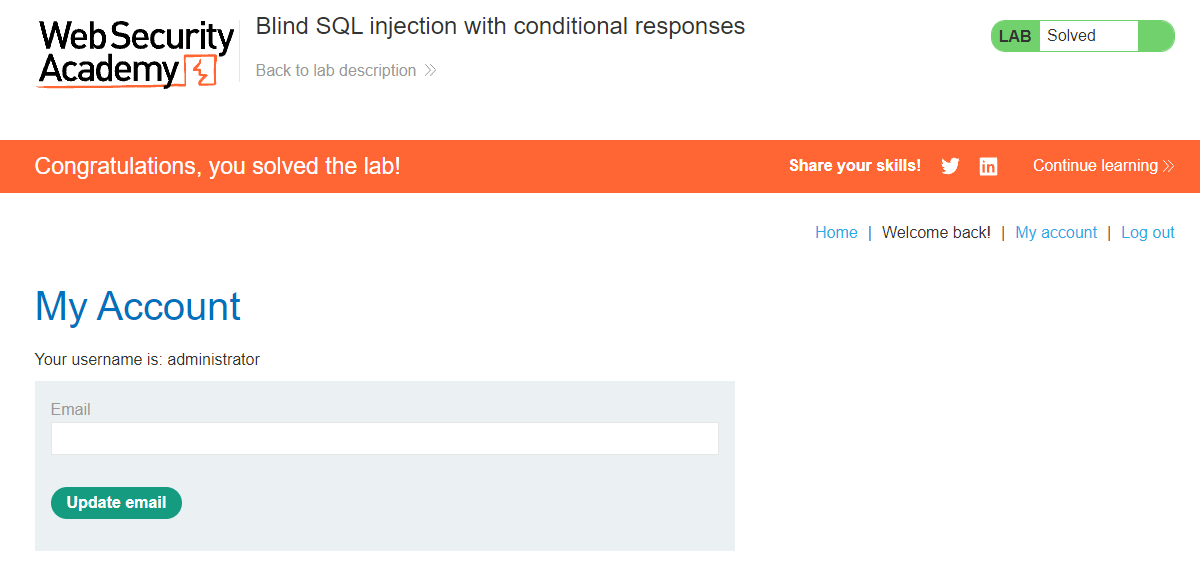 Web Security
Academy
Blind SQL injection with conditional responses
Back to lab description
LAB Solved
Congratulations, you solved the lab!
Share your skills!
Continue learning
Home | Welcome back! | My account | Log out
My Account
Your username is: administrator
Email
Update email